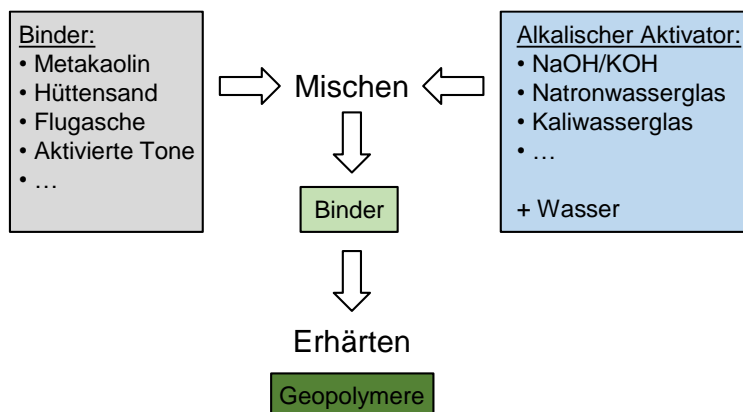 Binder:
• Metakaolin
• Hüttensand
• Flugasche
• Aktivierte Tone
• …
Mischen
Alkalischer Aktivator:
• NaOH/KOH
• Natronwasserglas
• Kaliwasserglas
• …
+ Wasser
Binder
Erhärten
Geopolymere